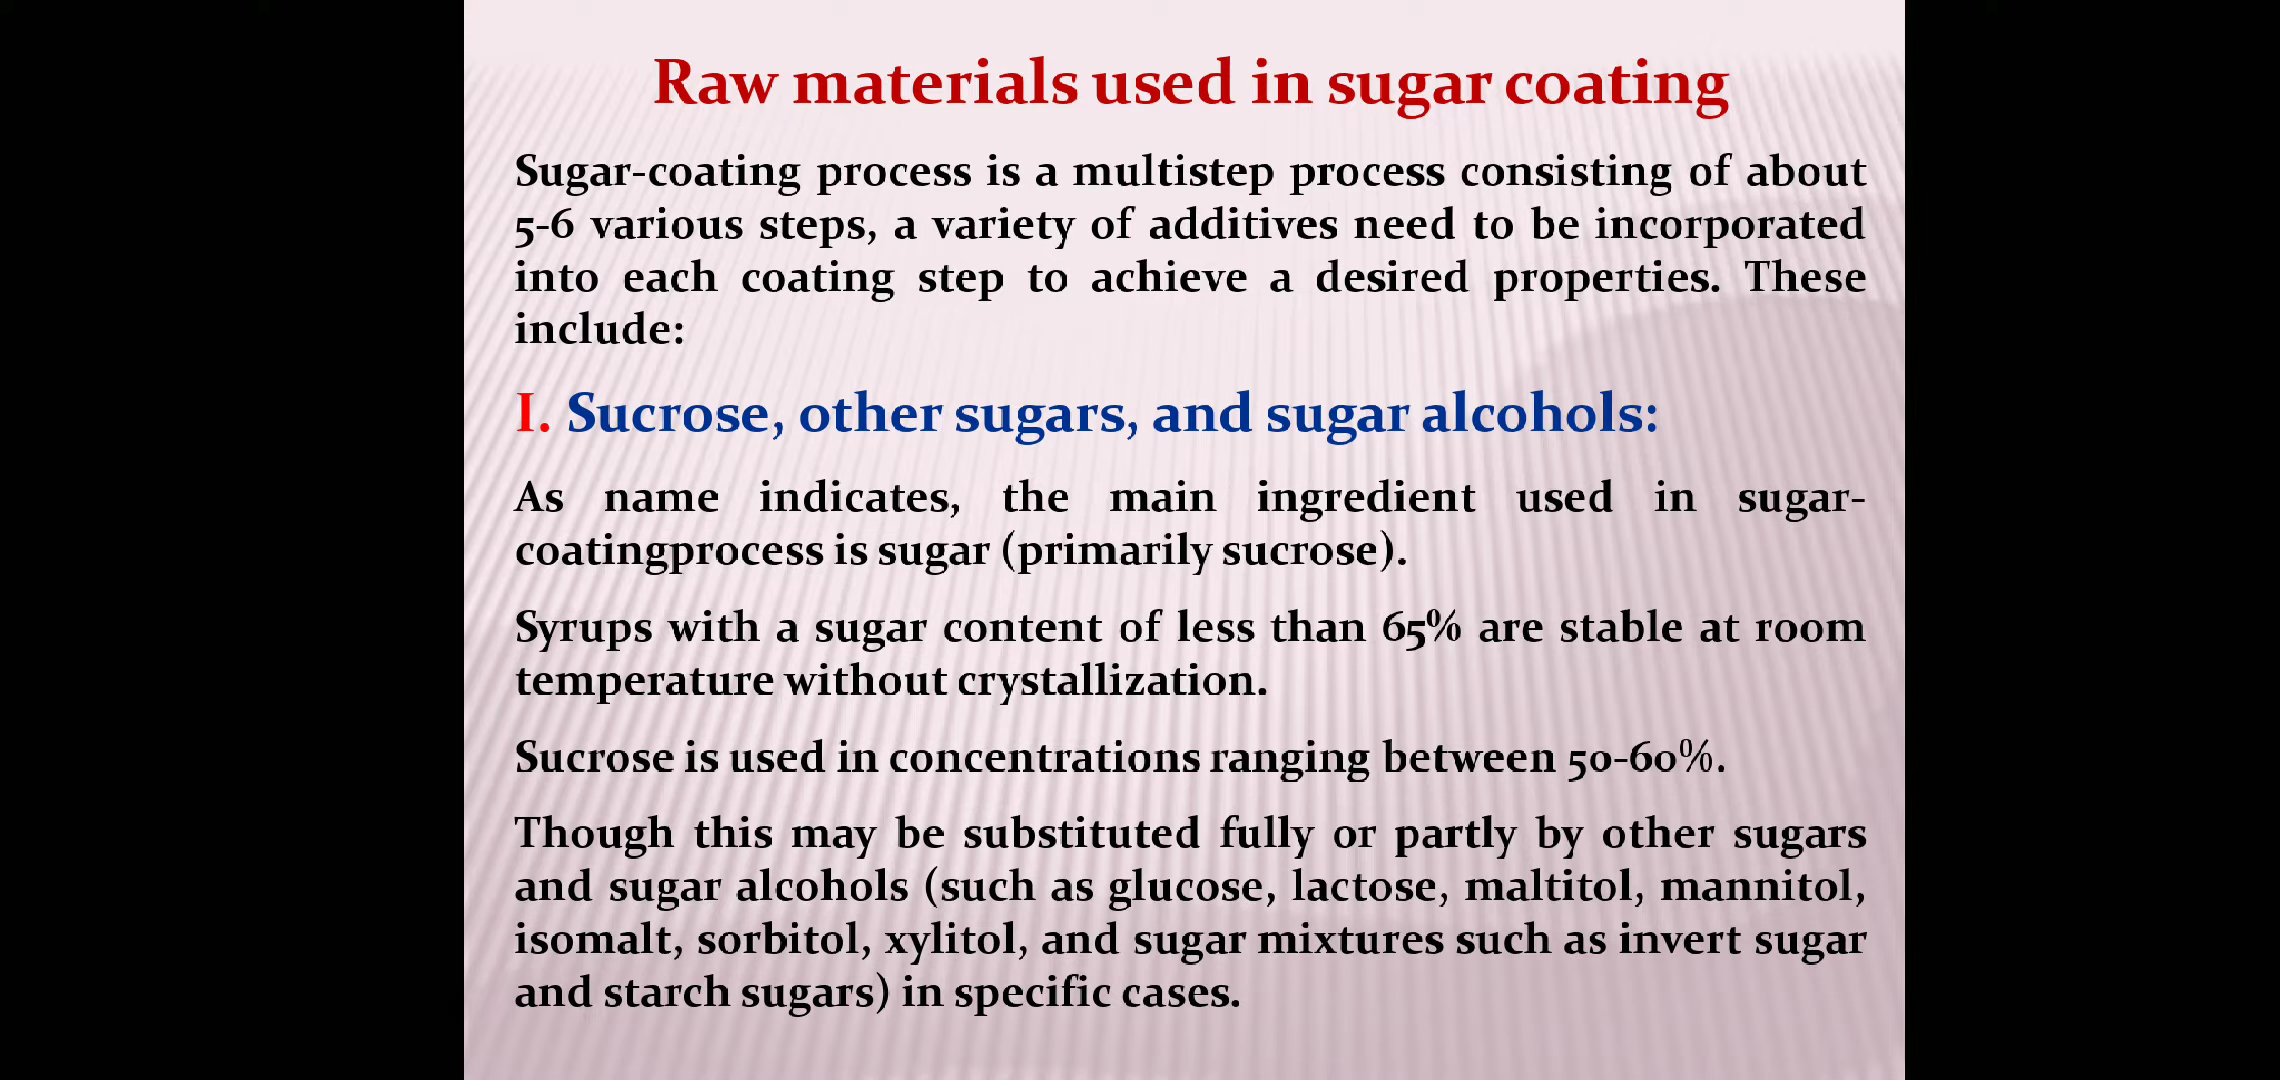 Raw materials used in sugar coating
Sugar-coating process is a multistep process consisting of about
5-6 various steps, a variety of additives need to be incorporated
into each coating step to achieve a desired properties. These
include:
I. Sucrose, other sugars, and sugar alcohols:
As name indicates, the main ingredient used in sugar-
coatingprocess is sugar (primarily sucrose).
Syrups with a sugar content of less than 65% are stable at room
temperature without crystallization.
Sucrose is used in concentrations ranging between 50-60%.
Though this may be substituted fully or partly by other sugars
and sugar alcohols (such as glucose, lactose, maltitol, mannitol,
isomalt, sorbitol, xylitol, and sugar mixtures such as invert sugar
and starch sugars) in specific cases.